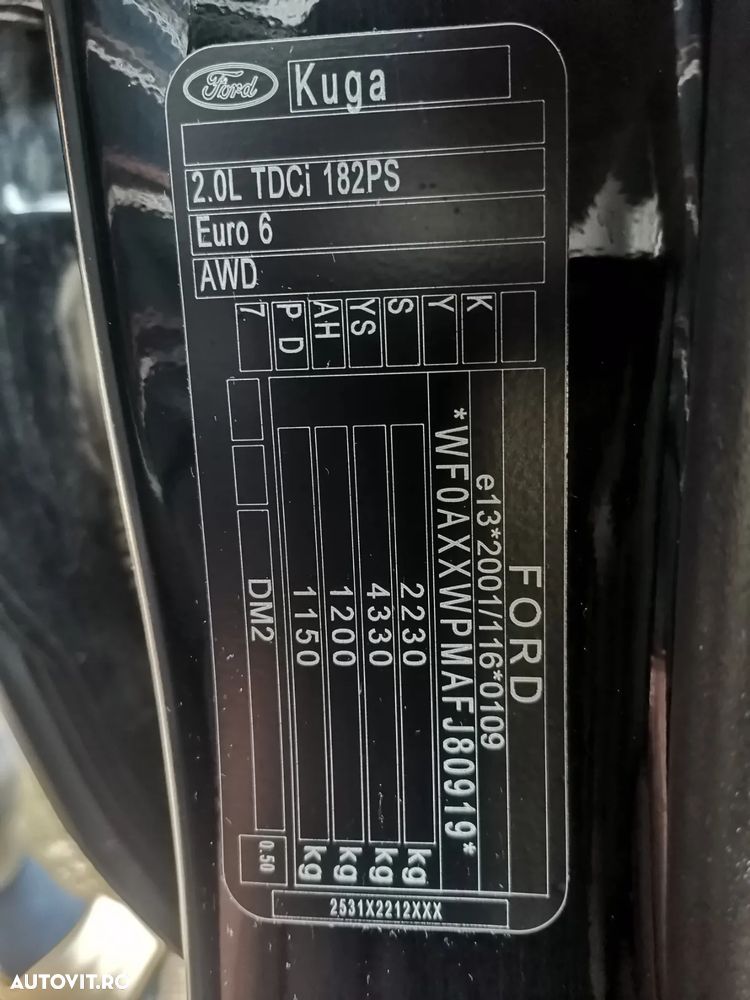 Ford
Kuga
2.0L TDCi 182PS
Euro 6
AWD
K
Y
S
YS
AH
P D
7
FORD
e13*2001/116*0109
*WF0AXXWPMAFJ80919*
2230 kg
4330 kg
1200 kg
1150 kg
DM2
0.50
2531X2212XXX
AUTOVIT.RO